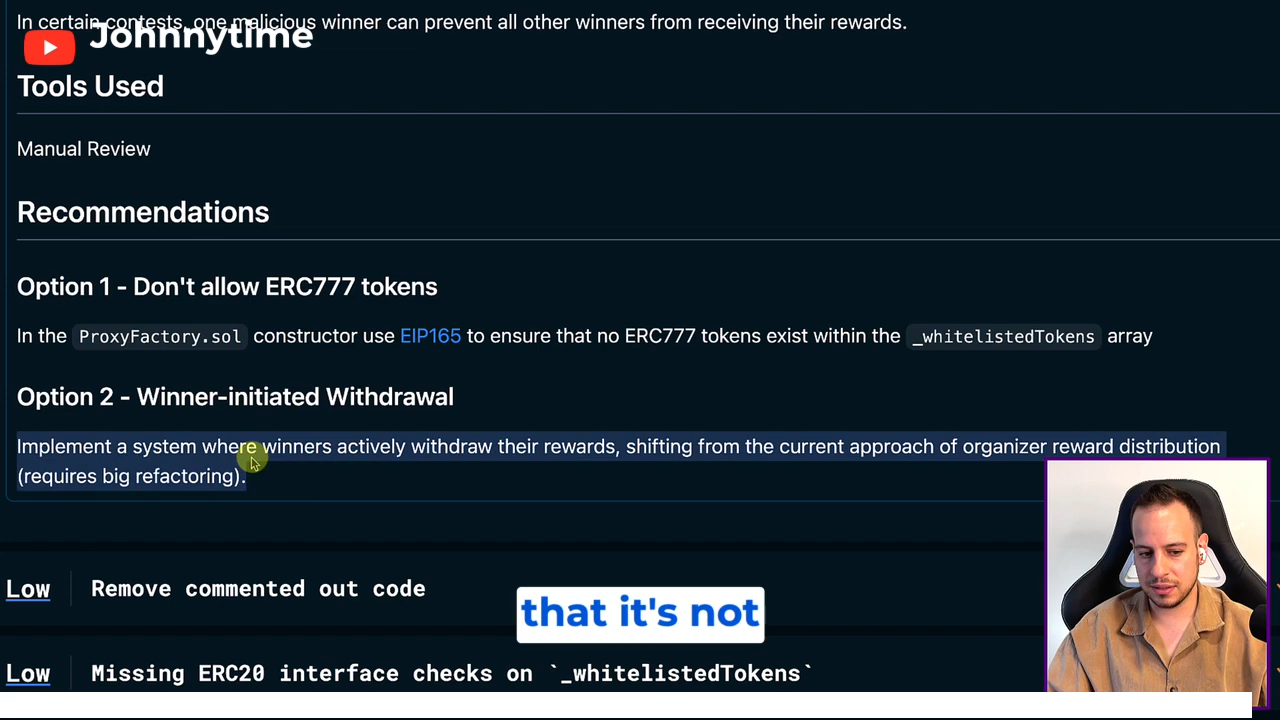 In certain contests, one malicious winner can prevent all other winners from receiving their rewards.
Johnnytime
Tools Used
Manual Review
Recommendations
Option 1 - Don't allow ERC777 tokens
In the ProxyFactory.sol constructor use EIP165 to ensure that no ERC777 tokens exist within the _whitelistedTokens array
Option 2 - Winner-initiated Withdrawal
Implement a system where winners actively withdraw their rewards, shifting from the current approach of organizer reward distribution
(requires big refactoring).
Low Remove commented out code
that it's not
Low Missing ERC20 interface checks on `_whitelistedTokens`